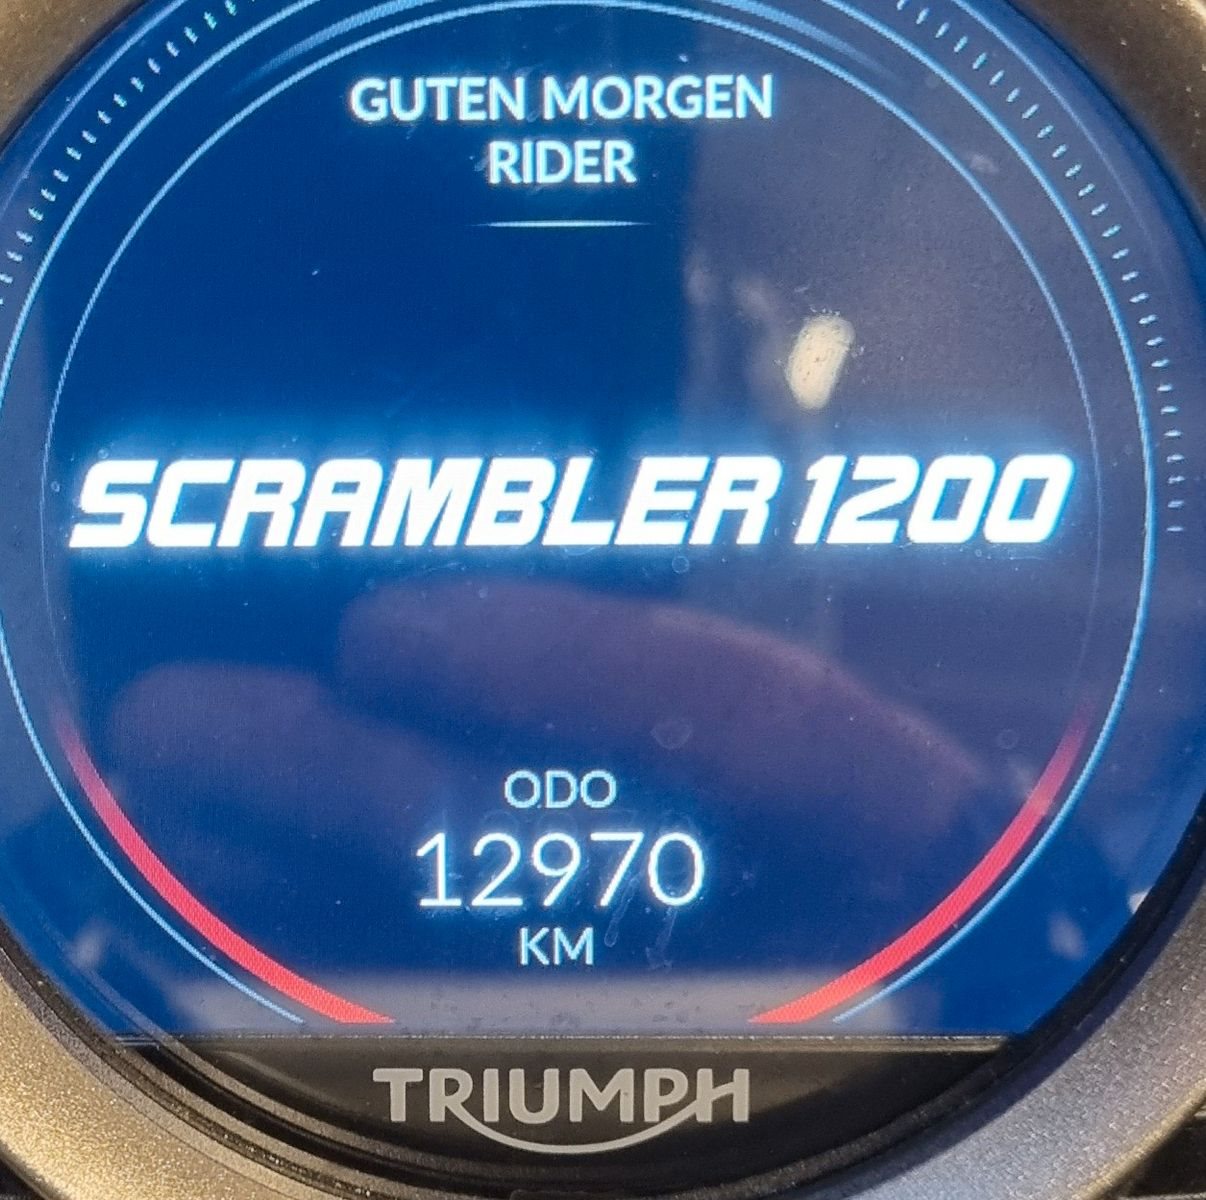 GUTEN MORGEN
RIDER
SCRAMBLER 1200
ODO
12970
KM
TRIUMPH